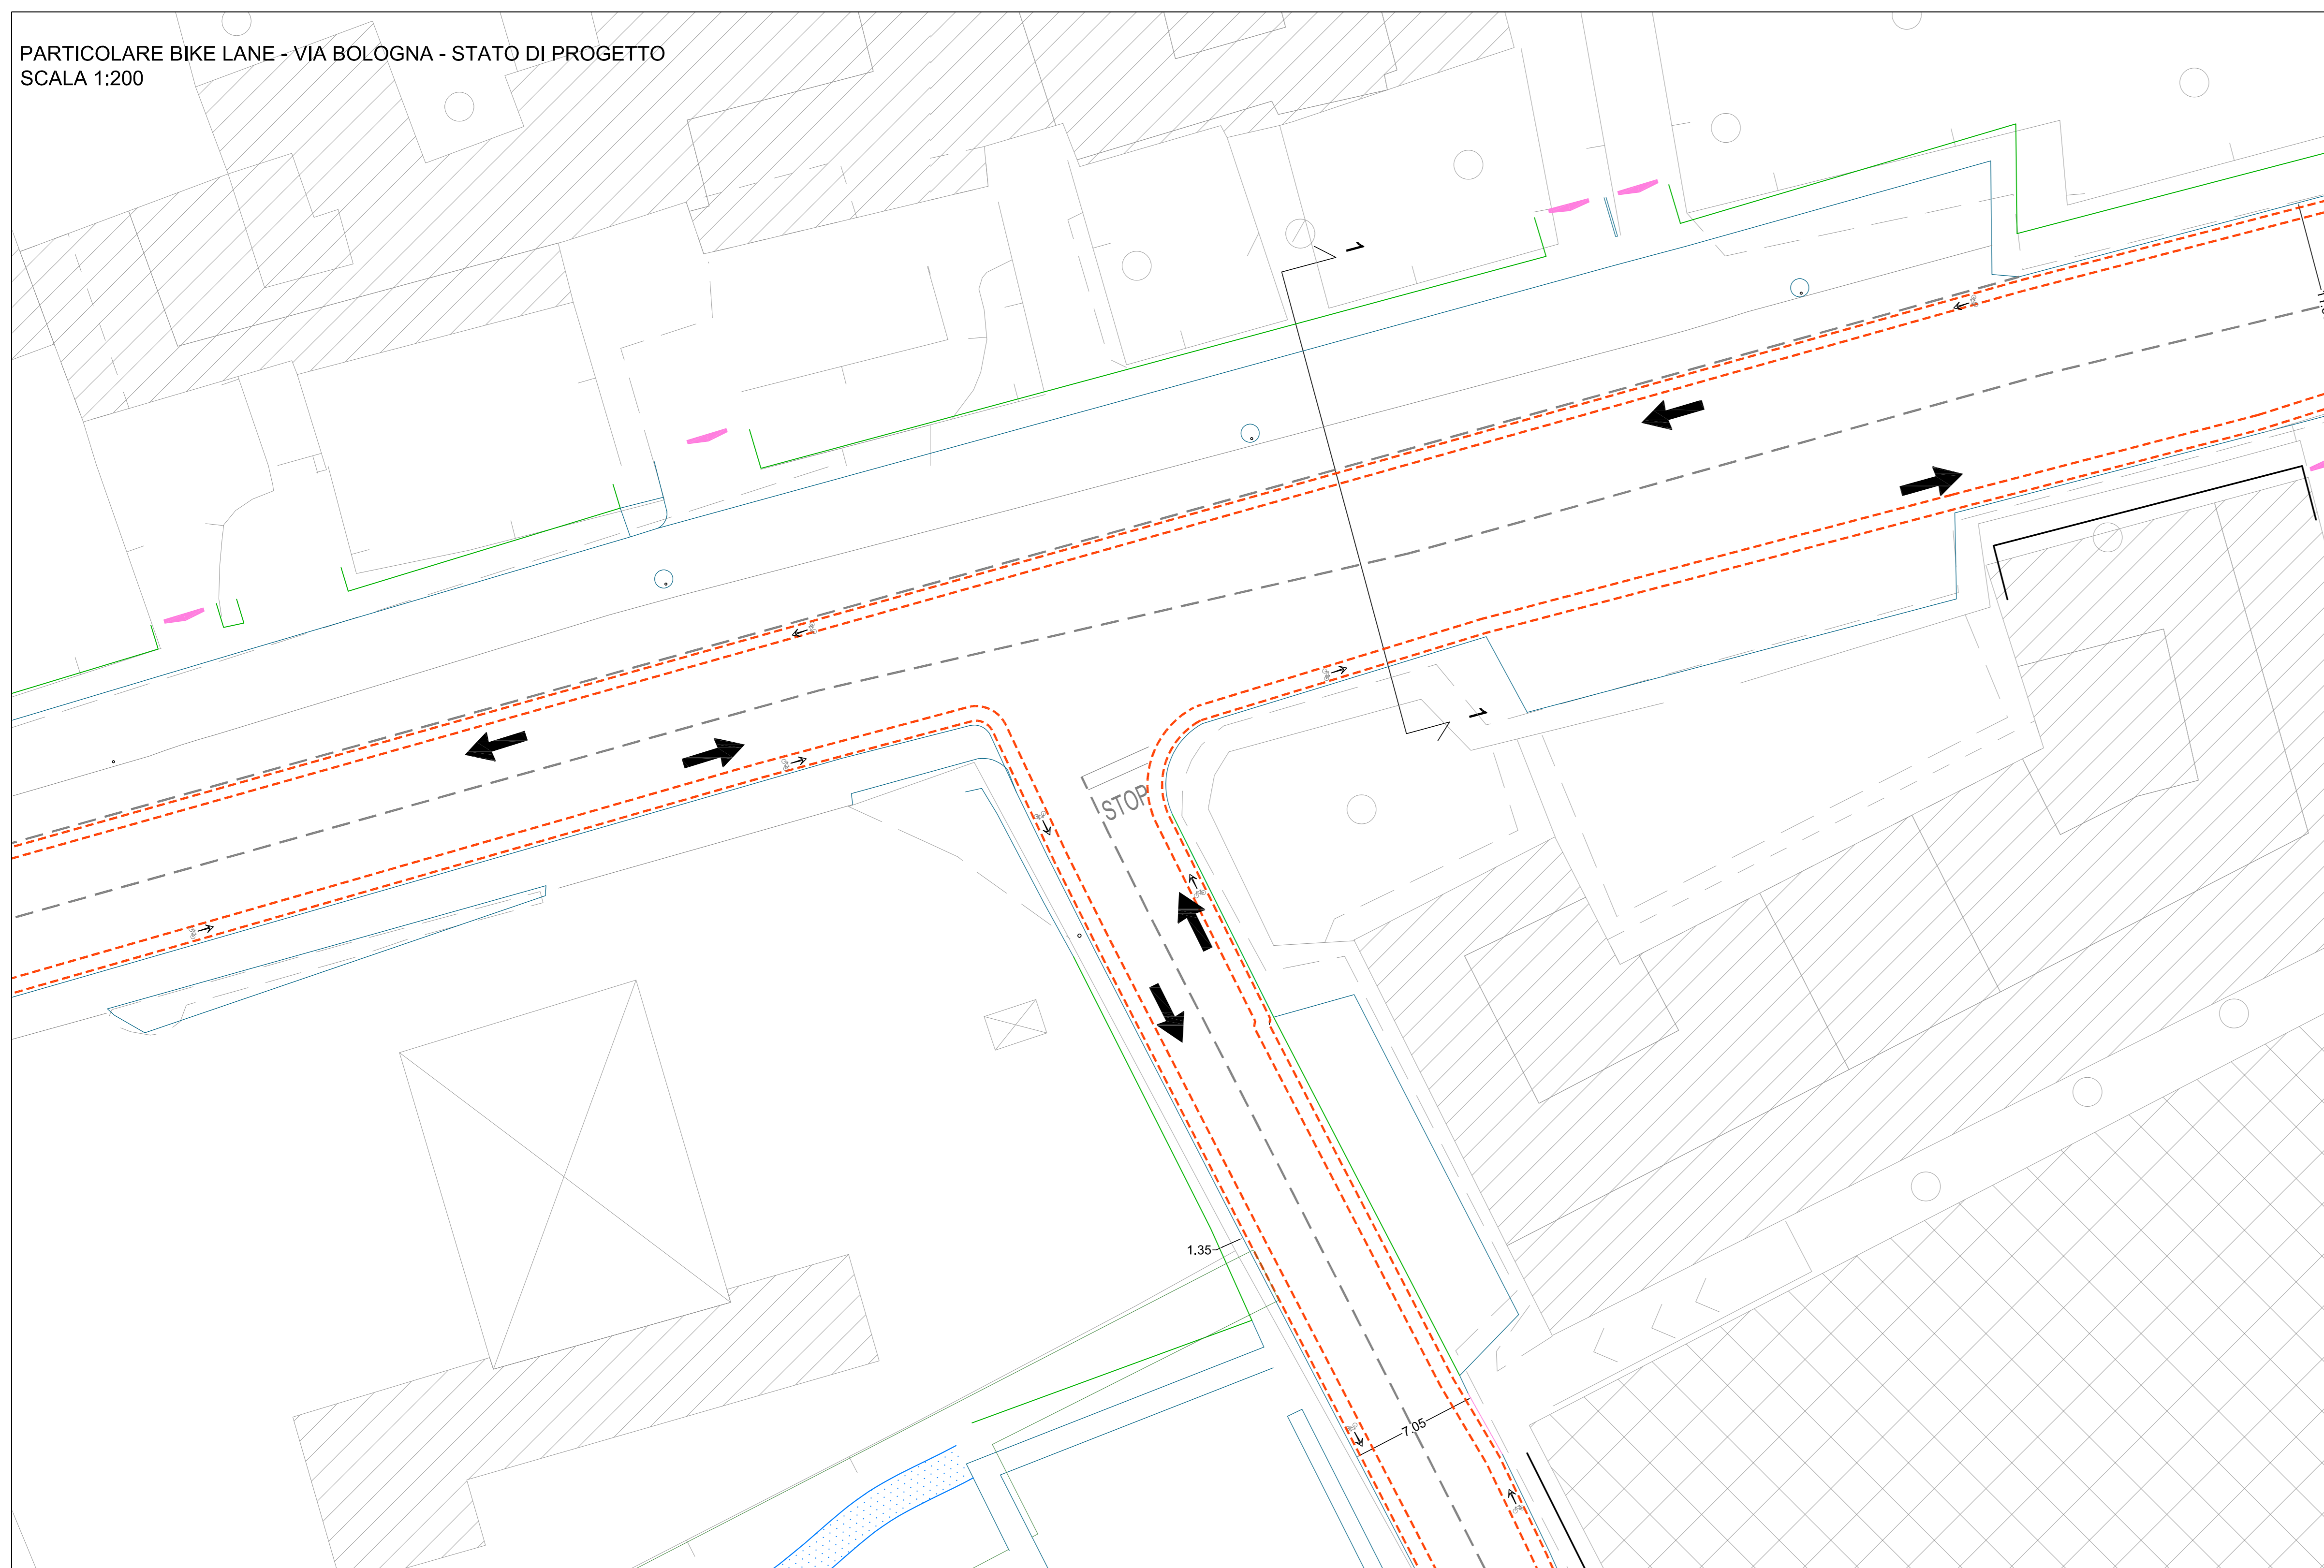 PARTICOLARE BIKE LANE - VIA BOLOGNA - STATO DI PROGETTO
SCALA 1:200
1
1
STOP
1.35
7.05